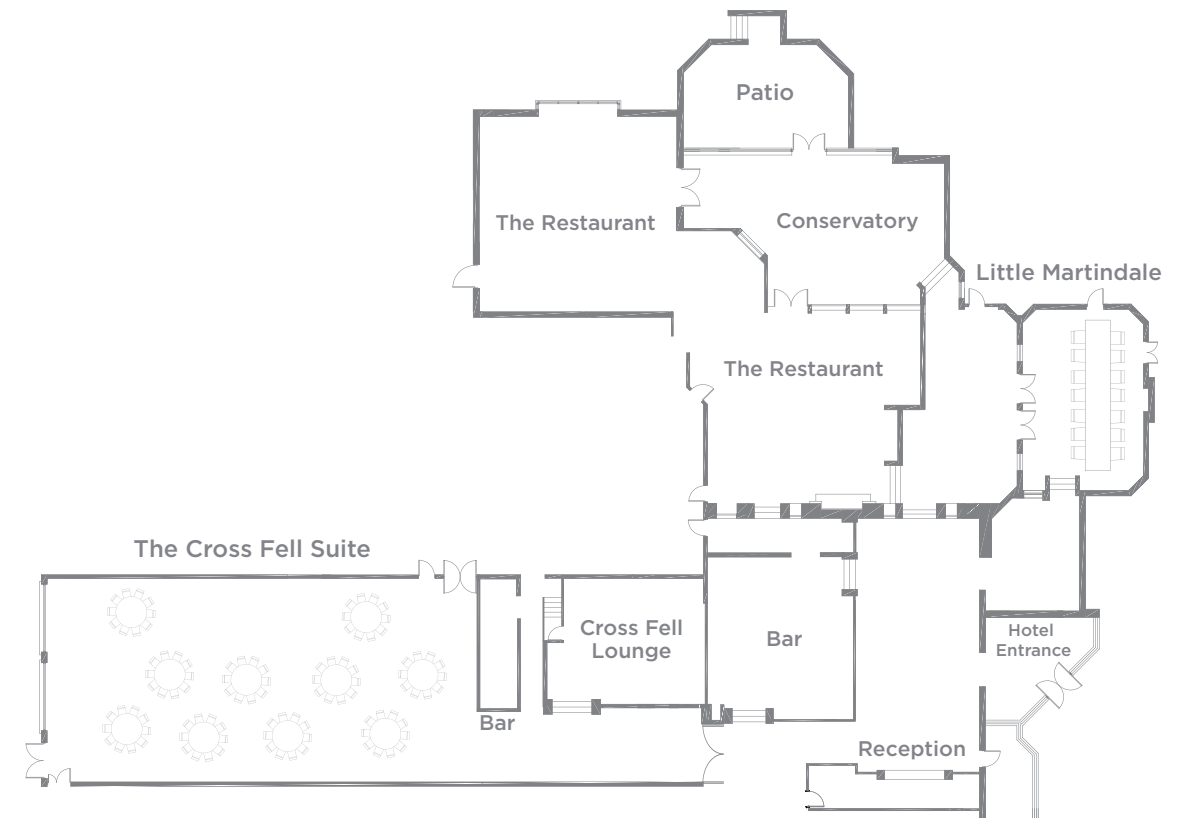 Patio
The Restaurant
Conservatory
Little Martindale
The Restaurant
The Cross Fell Suite
Cross Fell
Lounge
Bar
Hotel
Entrance
Bar
Reception